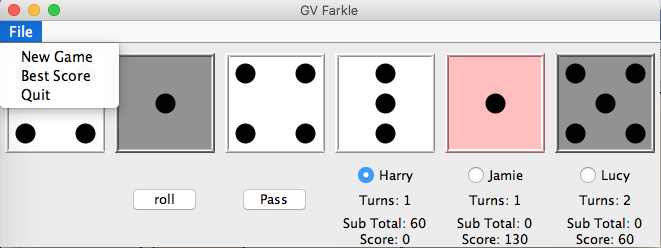 GV Farkle
File
New Game
Best Score
Quit
Harry Jamie Lucy
roll Pass Turns: 1 Turns: 1 Turns: 2
Sub Total: 60 Sub Total: 0 Sub Total: 0
Score: 0 Score: 130 Score: 60